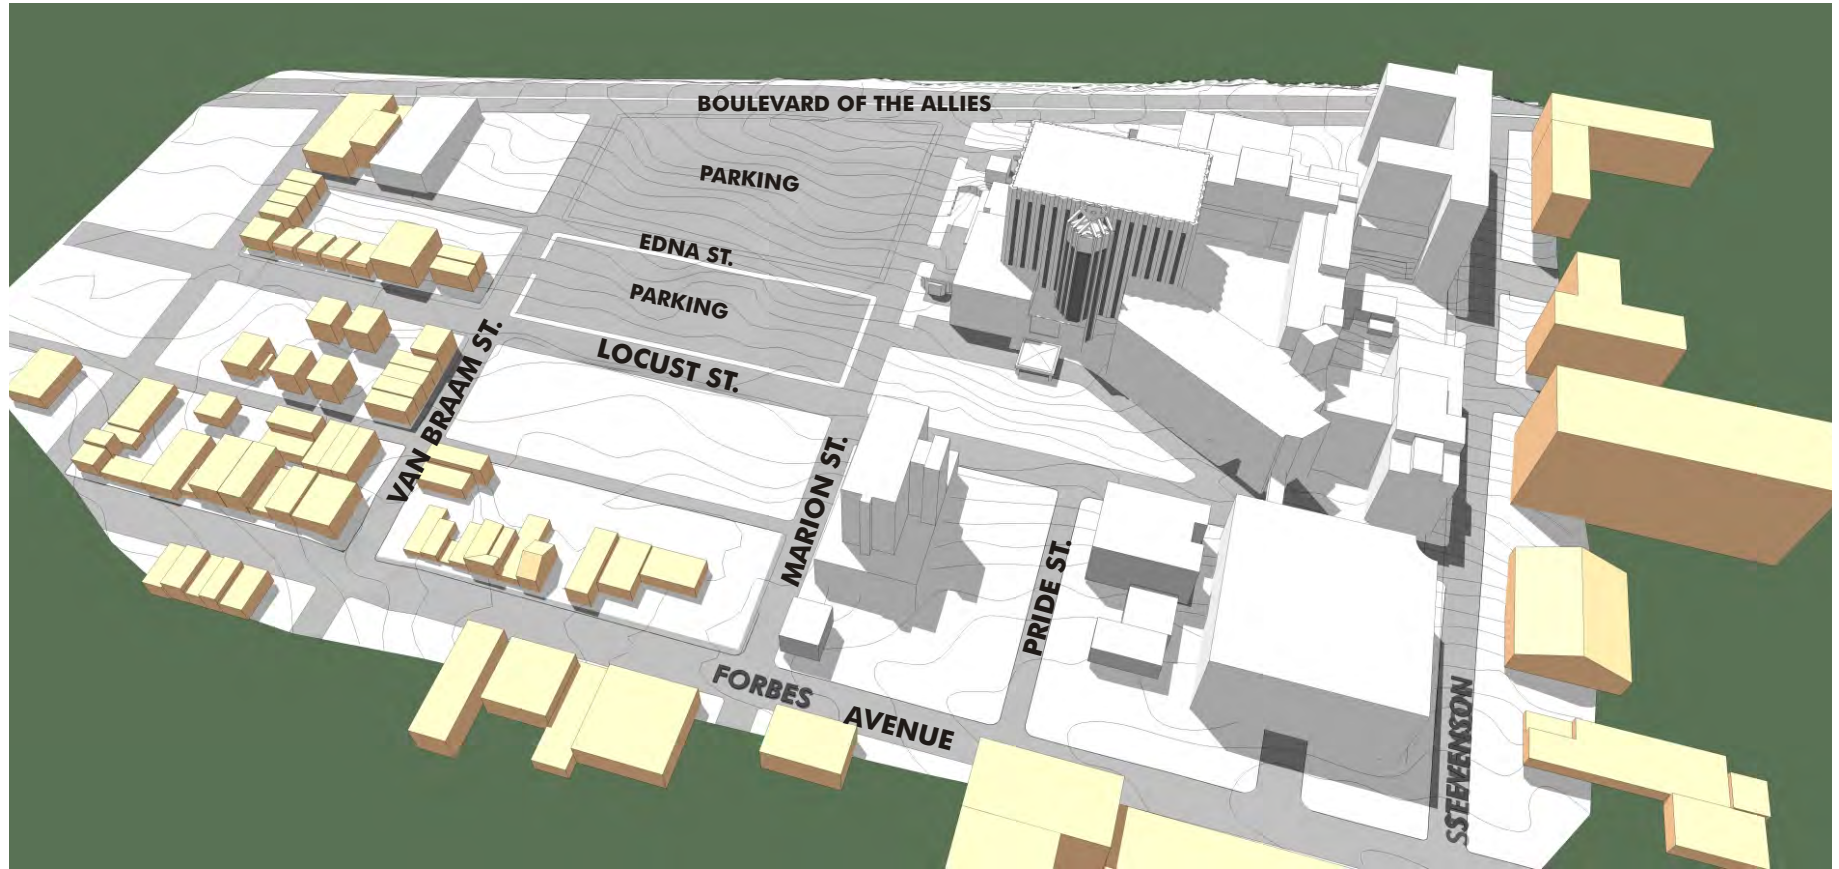 BOULEVARD OF THE ALLIES
PARKING
EDNA ST.
PARKING
LOCUST ST.
VAN BRAAM ST.
MARION ST.
PRIDE ST.
FORBES AVENUE
STEVENSON